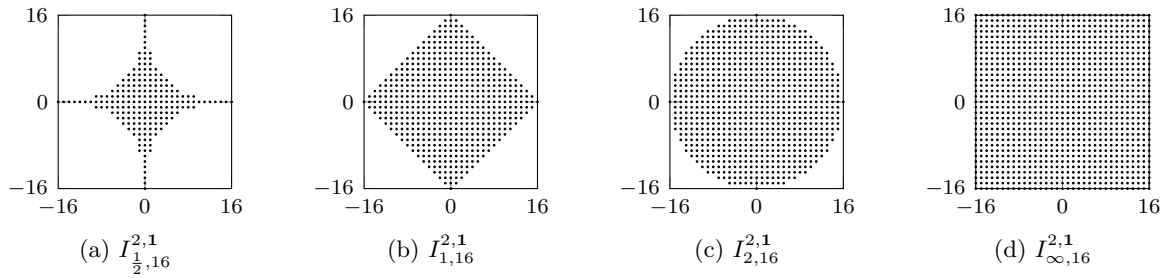 16 16 16 16
0 0 0 0
−16 −16 −16 −16
−16 0 16 −16 0 16 −16 0 16 −16 0 16
(a) $I^{2,\mathbf{1}}_{\frac{1}{2},16}$ (b) $I^{2,\mathbf{1}}_{1,16}$ (c) $I^{2,\mathbf{1}}_{2,16}$ (d) $I^{2,\mathbf{1}}_{\infty,16}$